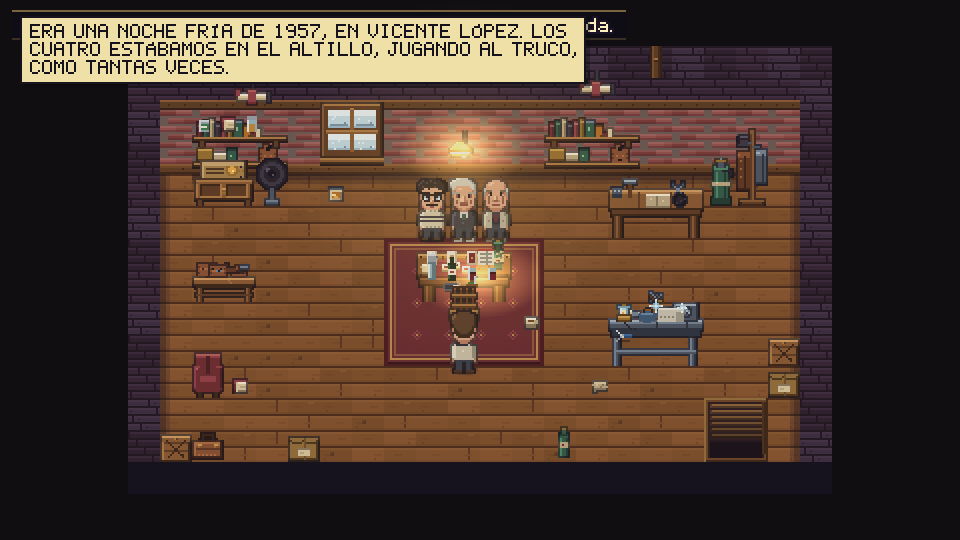 ERA UNA NOCHE FRÍA DE 1957, EN VICENTE LÓPEZ. LOS
CUATRO ESTÁBAMOS EN EL ALTILLO, JUGANDO AL TRUCO,
COMO TANTAS VECES.
da.